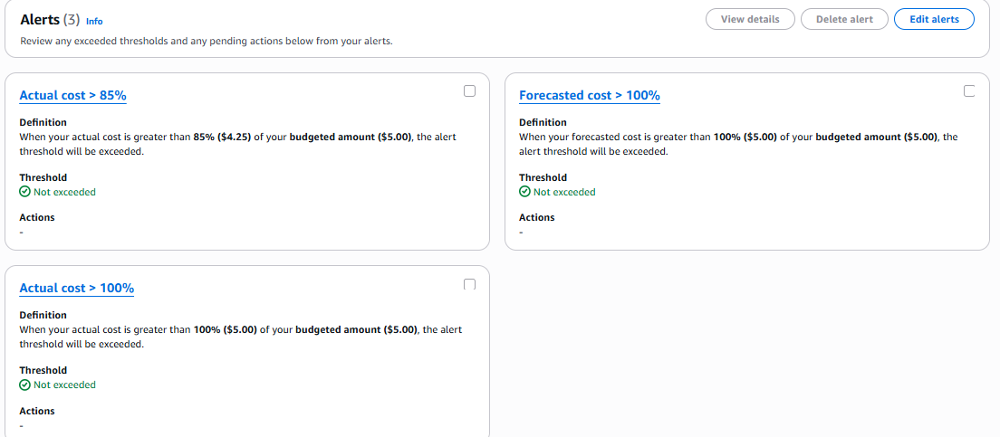 Alerts (3) Info
View details
Delete alert
Edit alerts
Review any exceeded thresholds and any pending actions below from your alerts.
Actual cost > 85%
Definition
When your actual cost is greater than 85% ($4.25) of your budgeted amount ($5.00), the alert
threshold will be exceeded.
Threshold
Not exceeded
Actions
-
Forecasted cost > 100%
Definition
When your forecasted cost is greater than 100% ($5.00) of your budgeted amount ($5.00), the
alert threshold will be exceeded.
Threshold
Not exceeded
Actions
-
Actual cost > 100%
Definition
When your actual cost is greater than 100% ($5.00) of your budgeted amount ($5.00), the alert
threshold will be exceeded.
Threshold
Not exceeded
Actions
-